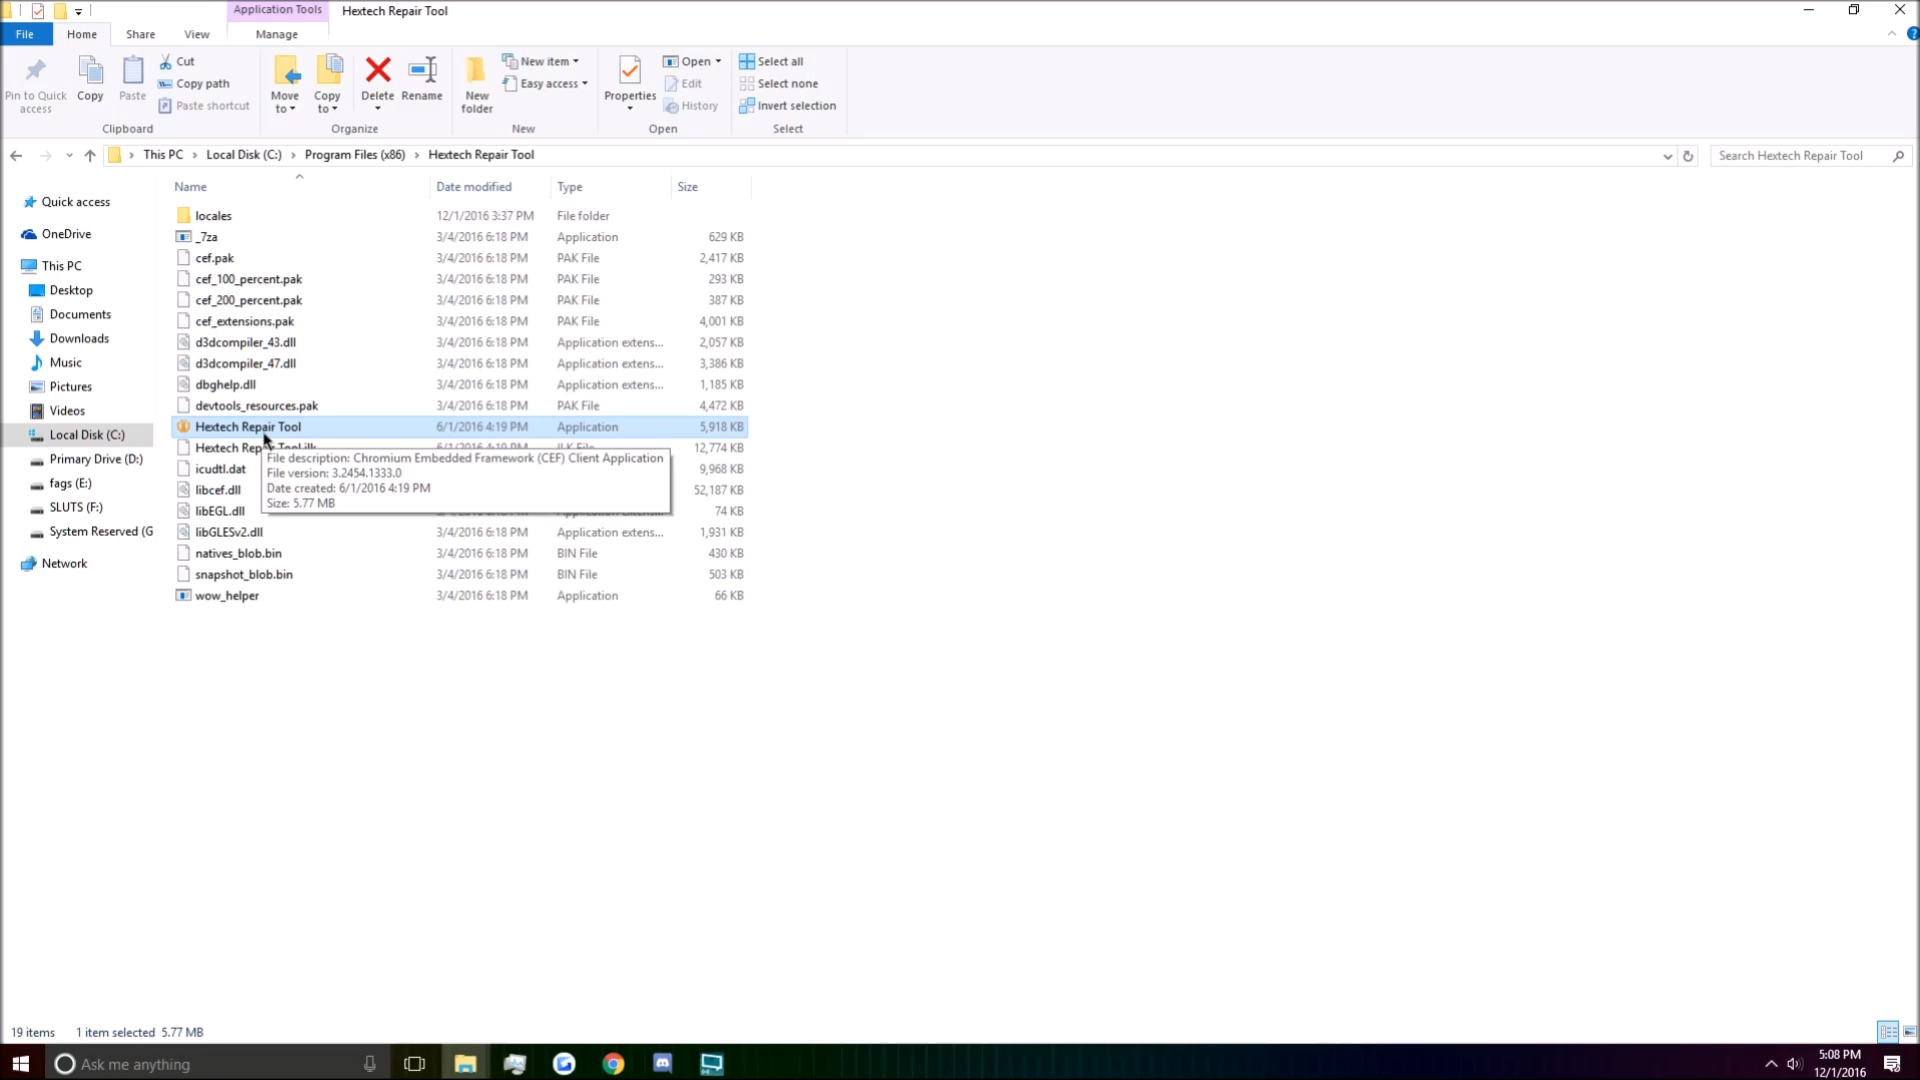 Application Tools
Hextech Repair Tool
File
Home
Share
View
Manage
Pin to Quick access
Copy
Paste
Cut
Copy path
Paste shortcut
Clipboard
Move to
Copy to
Delete
Rename
Organize
New folder
New item
Easy access
New
Properties
Open
Edit
History
Open
Select all
Select none
Invert selection
Select
This PC > Local Disk (C:) > Program Files (x86) > Hextech Repair Tool
Search Hextech Repair Tool
Quick access
OneDrive
This PC
Desktop
Documents
Downloads
Music
Pictures
Videos
Local Disk (C:)
Primary Drive (D:)
fags (E:)
SLUTS (F:)
System Reserved (G
Network
Name Date modified Type Size
locales 12/1/2016 3:37 PM File folder
_7za 3/4/2016 6:18 PM Application 629 KB
cef.pak 3/4/2016 6:18 PM PAK File 2,417 KB
cef_100_percent.pak 3/4/2016 6:18 PM PAK File 293 KB
cef_200_percent.pak 3/4/2016 6:18 PM PAK File 387 KB
cef_extensions.pak 3/4/2016 6:18 PM PAK File 4,001 KB
d3dcompiler_43.dll 3/4/2016 6:18 PM Application extens... 2,057 KB
d3dcompiler_47.dll 3/4/2016 6:18 PM Application extens... 3,386 KB
dbghelp.dll 3/4/2016 6:18 PM Application extens... 1,185 KB
devtools_resources.pak 3/4/2016 6:18 PM PAK File 4,472 KB
Hextech Repair Tool 6/1/2016 4:19 PM Application 5,918 KB
Hextech Repair Tool.ilk 6/1/2016 4:19 PM ILK File 12,774 KB
icudtl.dat 9,968 KB
libcef.dll 52,187 KB
libEGL.dll 74 KB
libGLESv2.dll 3/4/2016 6:18 PM Application extens... 1,931 KB
natives_blob.bin 3/4/2016 6:18 PM BIN File 430 KB
snapshot_blob.bin 3/4/2016 6:18 PM BIN File 503 KB
wow_helper 3/4/2016 6:18 PM Application 66 KB
File description: Chromium Embedded Framework (CEF) Client Application
File version: 3.2454.1333.0
Date created: 6/1/2016 4:19 PM
Size: 5.77 MB
19 items 1 item selected 5.77 MB
Ask me anything
5:08 PM
12/1/2016